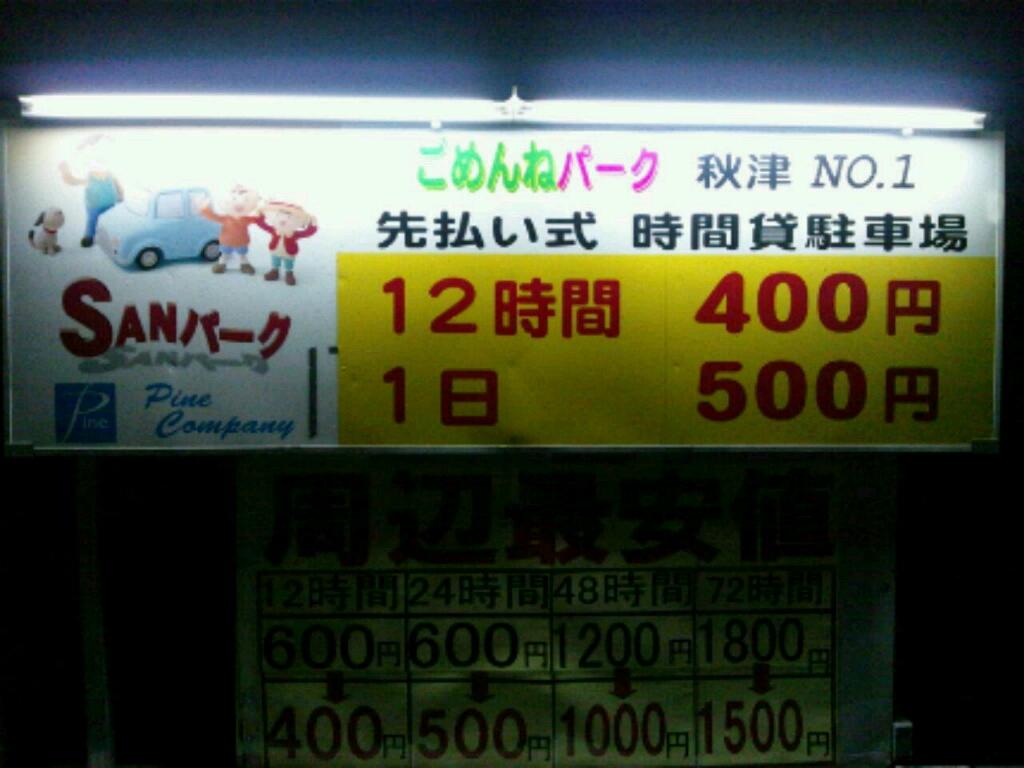 ごめんねパーク 秋津 NO.1
先払い式 時間貸駐車場
12時間 400円
1日 500円
SANパーク
Pine
Pine Company
周辺最安値
12時間 24時間 48時間 72時間
600円 600円 1200円 1800円
400円 500円 1000円 1500円